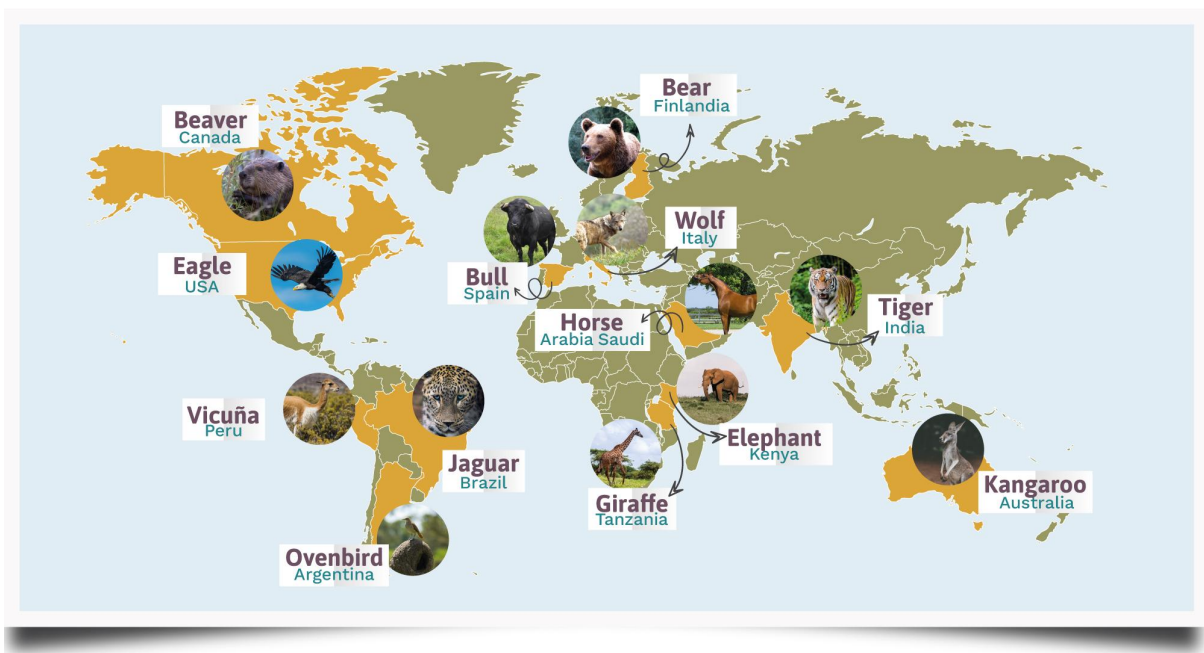 Bear
Finlandia
Beaver
Canada
Wolf
Italy
Eagle
USA
Bull
Spain
Tiger
India
Horse
Arabia Saudi
Vicuña
Peru
Elephant
Kenya
Jaguar
Brazil
Kangaroo
Australia
Giraffe
Tanzania
Ovenbird
Argentina